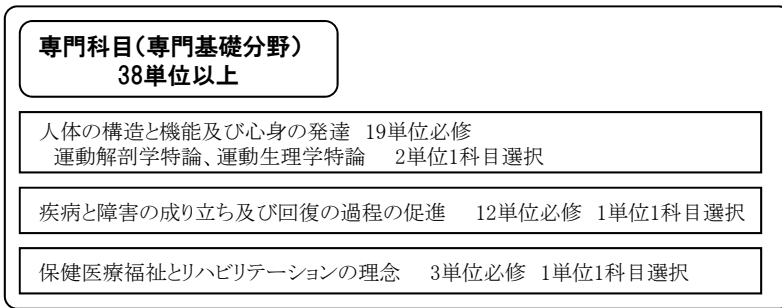 専門科目(専門基礎分野)
38単位以上
人体の構造と機能及び心身の発達 19単位必修
運動解剖学特論、運動生理学特論 2単位1科目選択
疾病と障害の成り立ち及び回復の過程の促進 12単位必修 1単位1科目選択
保健医療福祉とリハビリテーションの理念 3単位必修 1単位1科目選択